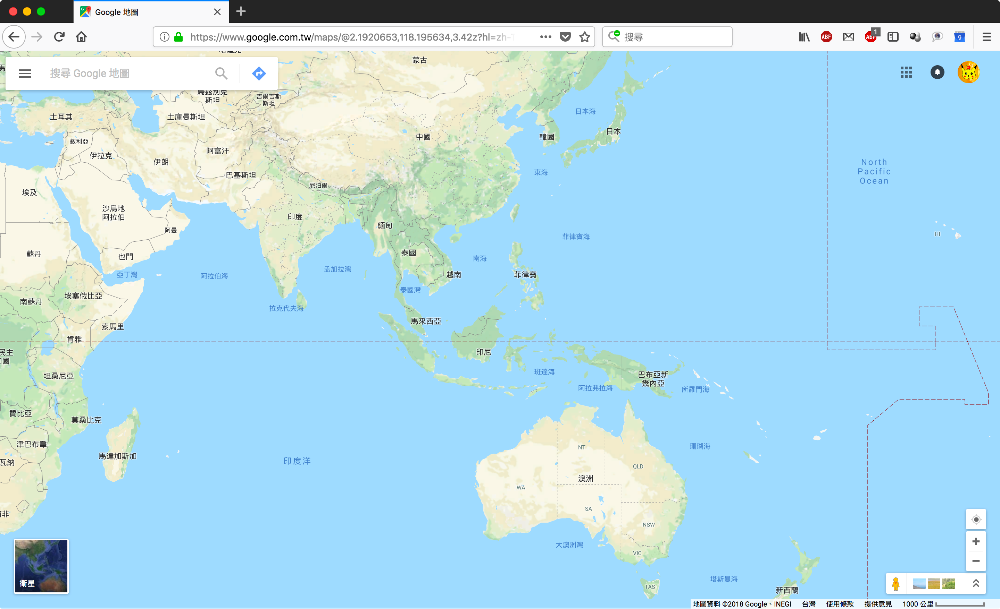 Google 地圖
https://www.google.com.tw/maps/@2.1920653,118.195634,3.42z?hl=zh-T
搜尋
ABF
ABP
1
9
搜尋 Google 地圖
蒙古
烏茲別克
斯坦
吉爾吉斯
斯坦
土耳其
土庫曼斯坦
日本海
敘利亞
伊拉克
伊朗
阿富汗
中國
韓國
日本
巴基斯坦
東海
North
Pacific
Ocean
尼泊爾
埃及
沙烏地
阿拉伯
印度
緬甸
阿曼
菲律賓海
HI
蘇丹
也門
泰國
南海
亞丁灣
阿拉伯海
孟加拉灣
越南
菲律賓
泰國灣
埃塞俄比亞
南蘇丹
拉克代夫海
馬來西亞
索馬里
肯雅
民主
和國
印尼
坦桑尼亞
班達海
巴布亞新
幾內亞
阿拉弗拉海
所羅門海
贊比亞
莫桑比克
津巴布韋
馬達加斯加
瓦納
印度洋
NT
珊瑚海
QLD
澳洲
WA
SA
南非
NSW
大澳洲灣
VIC
塔斯曼海
TAS
新西蘭
衛星
地圖資料 ©2018 Google、INEGI 台灣 使用條款 提供意見 1000 公里